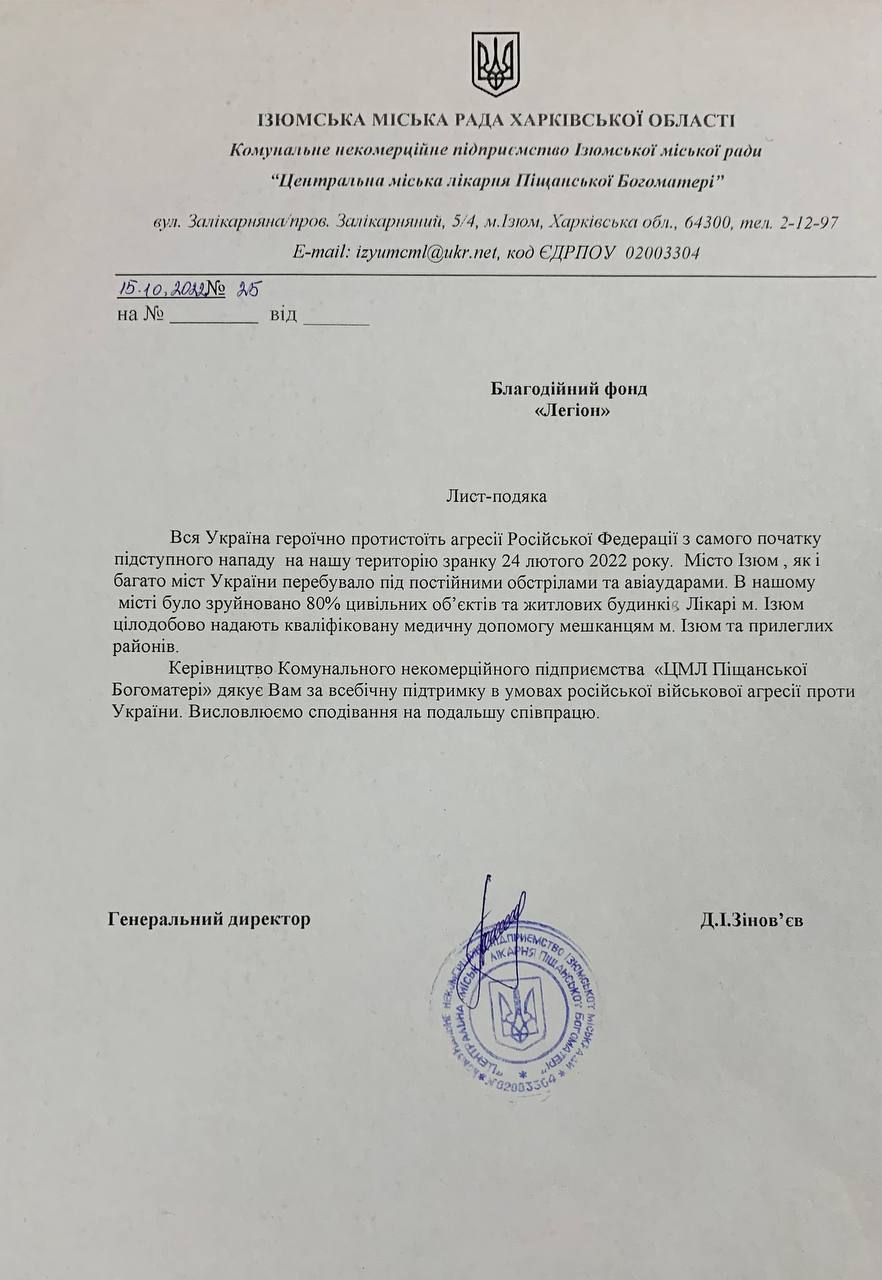 ІЗЮМСЬКА МІСЬКА РАДА ХАРКІВСЬКОЇ ОБЛАСТІ
Комунальне некомерційне підприємство Ізюмської міської ради
“Центральна міська лікарня Піщанської Богоматері”
вул. Залікарняна/пров. Залікарняний, 5/4, м.Ізюм, Харківська обл., 64300, тел. 2-12-97
E-mail: izyumcml@ukr.net, код ЄДРПОУ 02003304
15.10.2022№ 25
на № __________ від _______
Благодійний фонд
«Легіон»
Лист-подяка
Вся Україна героїчно протистоїть агресії Російської Федерації з самого початку
підступного нападу на нашу територію зранку 24 лютого 2022 року. Місто Ізюм , як і
багато міст України перебувало під постійними обстрілами та авіаударами. В нашому
місті було зруйновано 80% цивільних об’єктів та житлових будинків. Лікарі м. Ізюм
цілодобово надають кваліфіковану медичну допомогу мешканцям м. Ізюм та прилеглих
районів.
Керівництво Комунального некомерційного підприємства «ЦМЛ Піщанської
Богоматері» дякує Вам за всебічну підтримку в умовах російської військової агресії проти
України. Висловлюємо сподівання на подальшу співпрацю.
Генеральний директор
Д.І.Зінов’єв
ПІДПРИЄМСТВО ІЗЮМСЬКОЇ МІСЬКРАДИ * №02003304 *
"ЦЕНТРАЛЬНА МІСЬКА ЛІКАРНЯ ПІЩАНСЬКОЇ БОГОМАТЕРІ" *